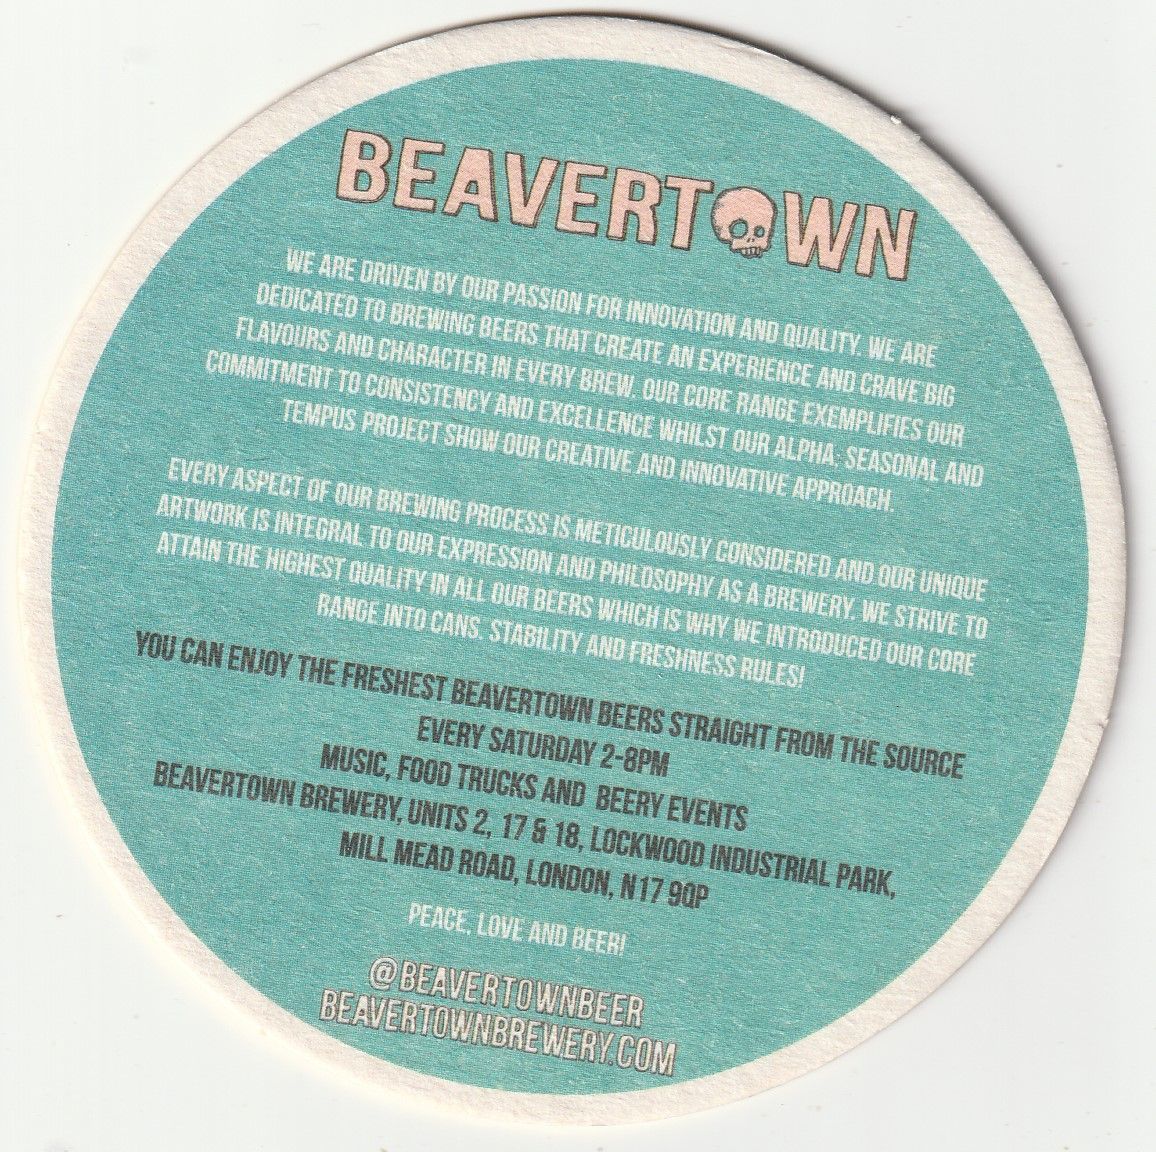 BEAVERTOWN
WE ARE DRIVEN BY OUR PASSION FOR INNOVATION AND QUALITY. WE ARE
DEDICATED TO BREWING BEERS THAT CREATE AN EXPERIENCE AND CRAVE BIG
FLAVOURS AND CHARACTER IN EVERY BREW. OUR CORE RANGE EXEMPLIFIES OUR
COMMITMENT TO CONSISTENCY AND EXCELLENCE WHILST OUR ALPHA, SEASONAL AND
TEMPUS PROJECT SHOW OUR CREATIVE AND INNOVATIVE APPROACH.
EVERY ASPECT OF OUR BREWING PROCESS IS METICULOUSLY CONSIDERED AND OUR UNIQUE
ARTWORK IS INTEGRAL TO OUR EXPRESSION AND PHILOSOPHY AS A BREWERY. WE STRIVE TO
ATTAIN THE HIGHEST QUALITY IN ALL OUR BEERS WHICH IS WHY WE INTRODUCED OUR CORE
RANGE INTO CANS. STABILITY AND FRESHNESS RULES!
YOU CAN ENJOY THE FRESHEST BEAVERTOWN BEERS STRAIGHT FROM THE SOURCE
EVERY SATURDAY 2-8PM
MUSIC, FOOD TRUCKS AND BEERY EVENTS
BEAVERTOWN BREWERY, UNITS 2, 17 & 18, LOCKWOOD INDUSTRIAL PARK,
MILL MEAD ROAD, LONDON, N17 9QP
PEACE, LOVE AND BEER!
@BEAVERTOWNBEER
BEAVERTOWNBREWERY.COM